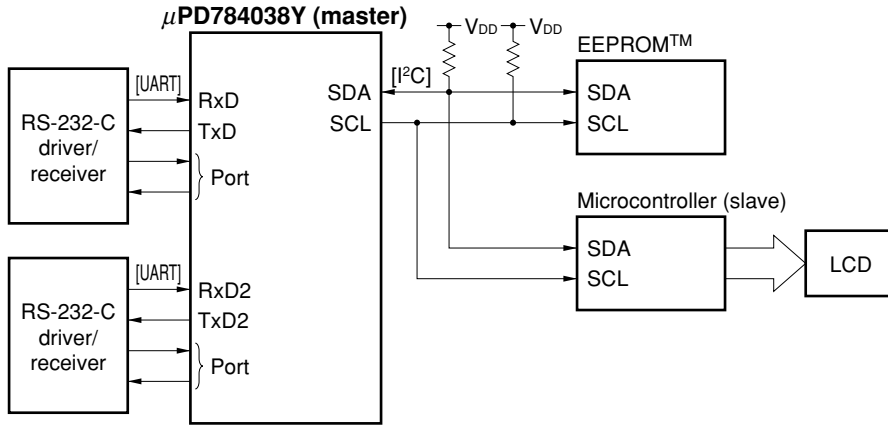 μPD784038Y (master)
VDD
VDD
EEPROM™
[UART]
[I²C]
RS-232-C
driver/
receiver
RxD
TxD
Port
SDA
SCL
SDA
SCL
Microcontroller (slave)
SDA
SCL
LCD
[UART]
RS-232-C
driver/
receiver
RxD2
TxD2
Port